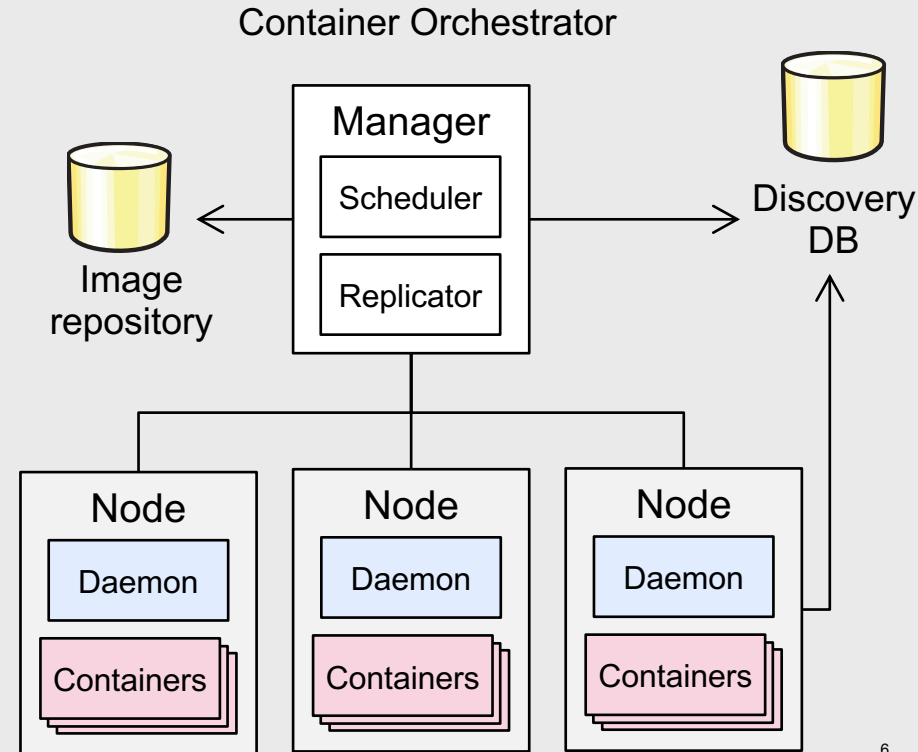 Container Orchestrator
Manager
Scheduler
Replicator
Image
repository
Discovery
DB
Node
Daemon
Containers
Node
Daemon
Containers
Node
Daemon
Containers
6